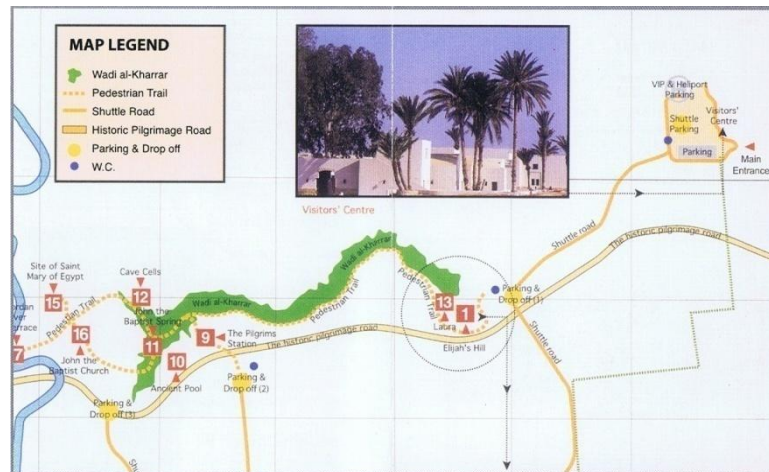 MAP LEGEND
Wadi al-Kharrar
Pedestrian Trail
Shuttle Road
Historic Pilgrimage Road
Parking & Drop off
W.C.
Visitors' Centre
VIP & Heliport
Parking
Shuttle
Parking
Parking
Visitors'
Centre
Main
Entrance
Shuttle road
The historic pilgrimage road
Parking &
Drop off (1)
Shuttle road
Wadi al-Kharrar
Pedestrian Trail
13
Laura
1
Elijah's Hill
Wadi al-Kharrar
Pedestrian Trail
The historic pilgrimage road
Site of Saint
Mary of Egypt
15
Cave Cells
12
John the
Baptist Spring
11
9
The Pilgrims
Station
10
Ancient Pool
Parking &
Drop off (2)
Pedestrian Trail
16
John the
Baptist Church
7
Parking &
Drop off (3)